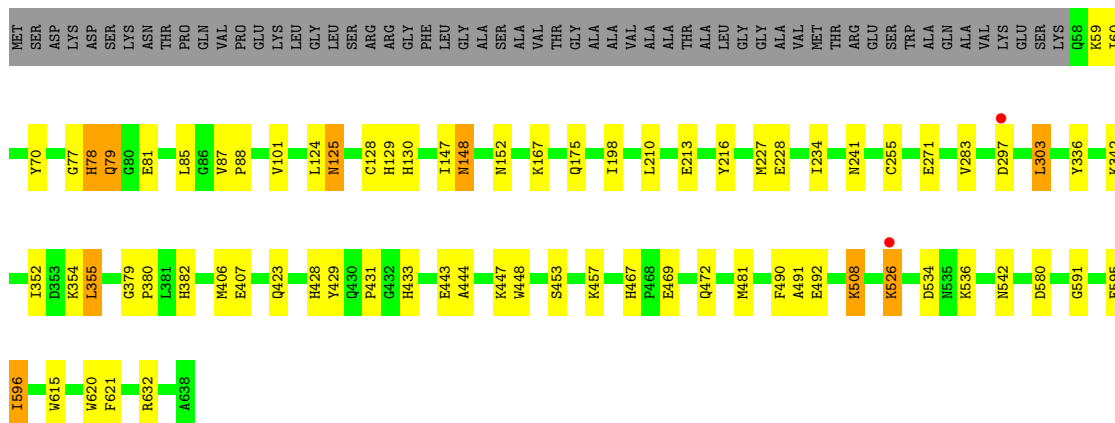 MET SER ASP LYS ASP SER LYS ASN THR PRO GLN VAL PRO GLU LYS LEU GLY LEU SER ARG ARG GLY PHE LEU GLY ALA SER ALA VAL THR GLY ALA ALA VAL ALA ALA THR ALA LEU GLY GLY ALA VAL MET THR ARG GLU SER TRP ALA GLN ALA VAL LYS GLU SER LYS Q58 K59 I60
Y70 G77 H78 Q79 G80 E81 L85 G86 V87 P88 V101 L124 N125 C128 H129 H130 I147 N148 N152 K167 Q175 I198 L210 E213 Y216 M227 E228 I234 N241 C255 E271 V283 D297 L303 Y336 K342
I352 D353 K354 L355 G379 P380 L381 H382 M406 E407 Q423 H428 Y429 Q430 P431 G432 H433 E443 A444 K447 W448 S453 K457 H467 P468 E469 Q472 M481 F490 A491 E492 K508 K526 D534 N535 K536 N542 D580 G591 E595
I596 W615 W620 F621 R632 A638